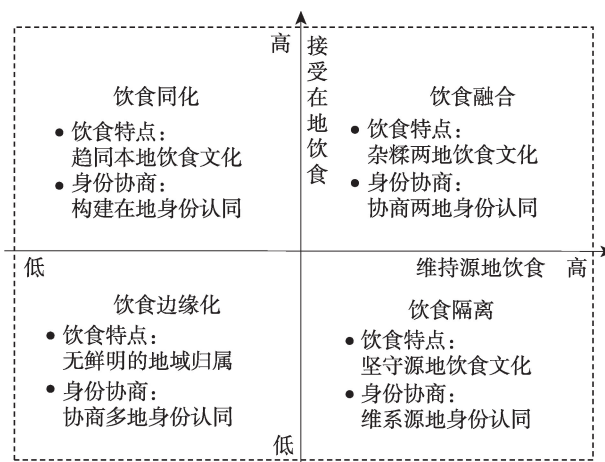 高
接受在地饮食
饮食同化
• 饮食特点：
趋同本地饮食文化
• 身份协商：
构建在地身份认同
饮食融合
• 饮食特点：
杂糅两地饮食文化
• 身份协商：
协商两地身份认同
低
维持源地饮食 高
饮食边缘化
• 饮食特点：
无鲜明的地域归属
• 身份协商：
协商多地身份认同
饮食隔离
• 饮食特点：
坚守源地饮食文化
• 身份协商：
维系源地身份认同
低